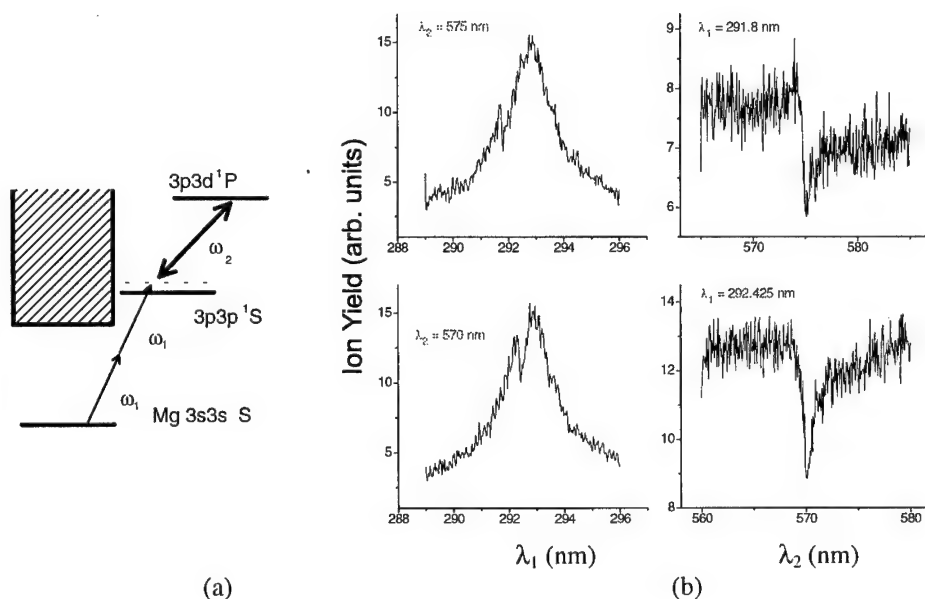 3p3d ¹P
ω₂
3p3p ¹S
ω₁
ω₁
Mg 3s3s S
(a)
Ion Yield (arb. units)
λ₂ = 575 nm
15
10
5
288 290 292 294 296
λ₁ = 291.8 nm
9
8
7
6
570 580
λ₂ = 570 nm
15
10
5
288 290 292 294 296
λ₁ (nm)
λ₁ = 292.425 nm
14
12
10
8
560 570 580
λ₂ (nm)
(b)